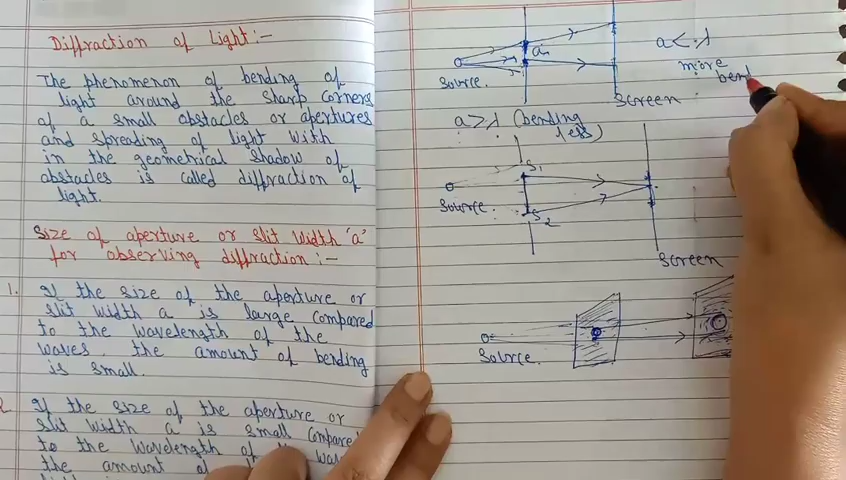 Diffraction of Light:-
The phenomenon of bending of
light around the sharp corners
of a small obstacles or apertures
and spreading of light with
in the geometrical shadow of
obstacles is called diffraction of
light.
Size of aperture or slit width 'a'
for observing diffraction:-
1. If the size of the aperture or
slit width a is large compared
to the wavelength of the
waves, the amount of bending
is small.
2 If the size of the aperture or
slit width a is small compare
to the wavelength of the
the amount of
Source.
a
Screen
a<λ
more
bend
a>λ (bending
less)
Source.
S1
S2
Screen
Source.